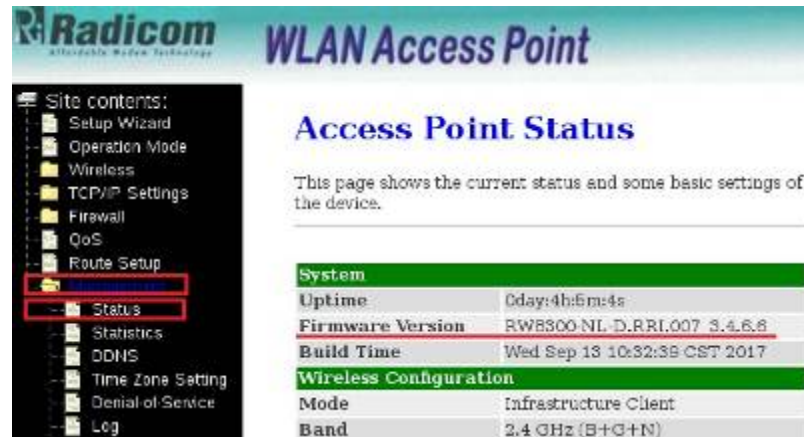 Radicom
Affordable Modem Technology
WLAN Access Point
Site contents:
Setup Wizard
Operation Mode
Wireless
TCP/IP Settings
Firewall
QoS
Route Setup
Management
Status
Statistics
DDNS
Time Zone Setting
Denial-of-Service
Log
Access Point Status
This page shows the current status and some basic settings of
the device.
System
Uptime 0day:4h:6m:4s
Firmware Version RW8300-NL-D.RRI.007_3.4.6.6
Build Time Wed Sep 13 10:32:39 CST 2017
Wireless Configuration
Mode Infrastructure Client
Band 2.4 GHz (B+G+N)